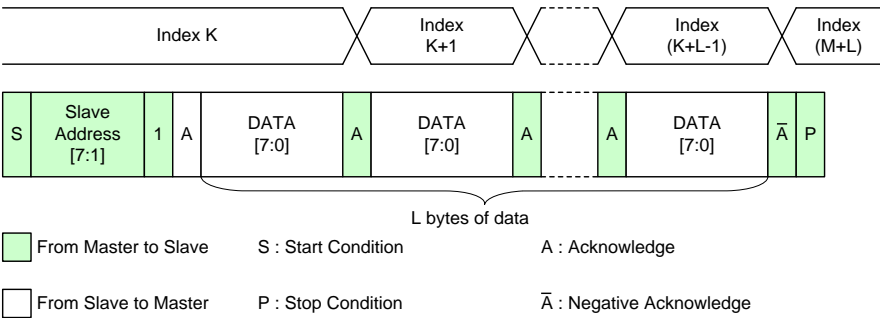 Index K
Index
K+1
Index
(K+L-1)
Index
(M+L)
S
Slave
Address
[7:1]
1
A
DATA
[7:0]
A
DATA
[7:0]
A
A
DATA
[7:0]
A̅
P
L bytes of data
From Master to Slave
S : Start Condition
A : Acknowledge
From Slave to Master
P : Stop Condition
A̅ : Negative Acknowledge